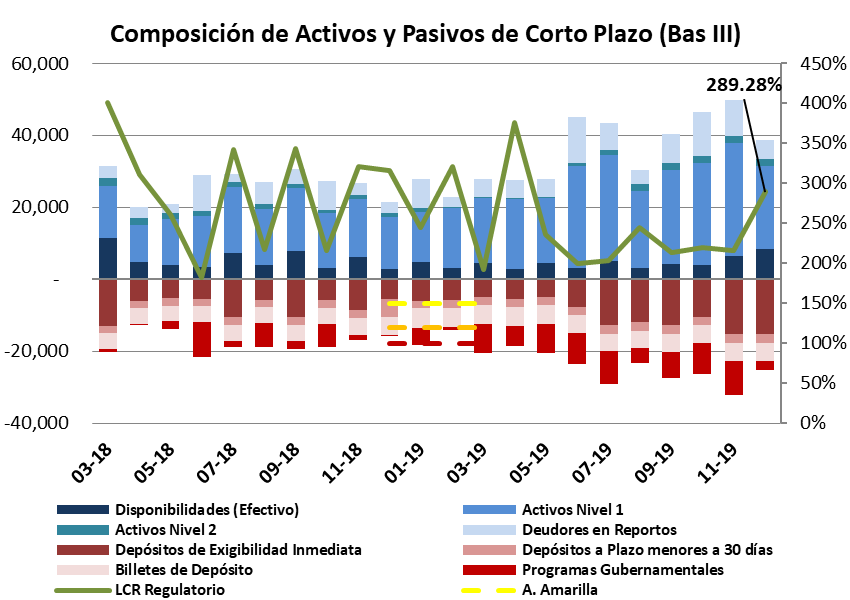 Composición de Activos y Pasivos de Corto Plazo (Bas III)
60,000
40,000
20,000
-
-20,000
-40,000
450%
400%
350%
300%
250%
200%
150%
100%
50%
0%
289.28%
03-18
05-18
07-18
09-18
11-18
01-19
03-19
05-19
07-19
09-19
11-19
Disponibilidades (Efectivo)
Activos Nivel 1
Activos Nivel 2
Deudores en Reportos
Depósitos de Exigibilidad Inmediata
Depósitos a Plazo menores a 30 días
Billetes de Depósito
Programas Gubernamentales
LCR Regulatorio
A. Amarilla